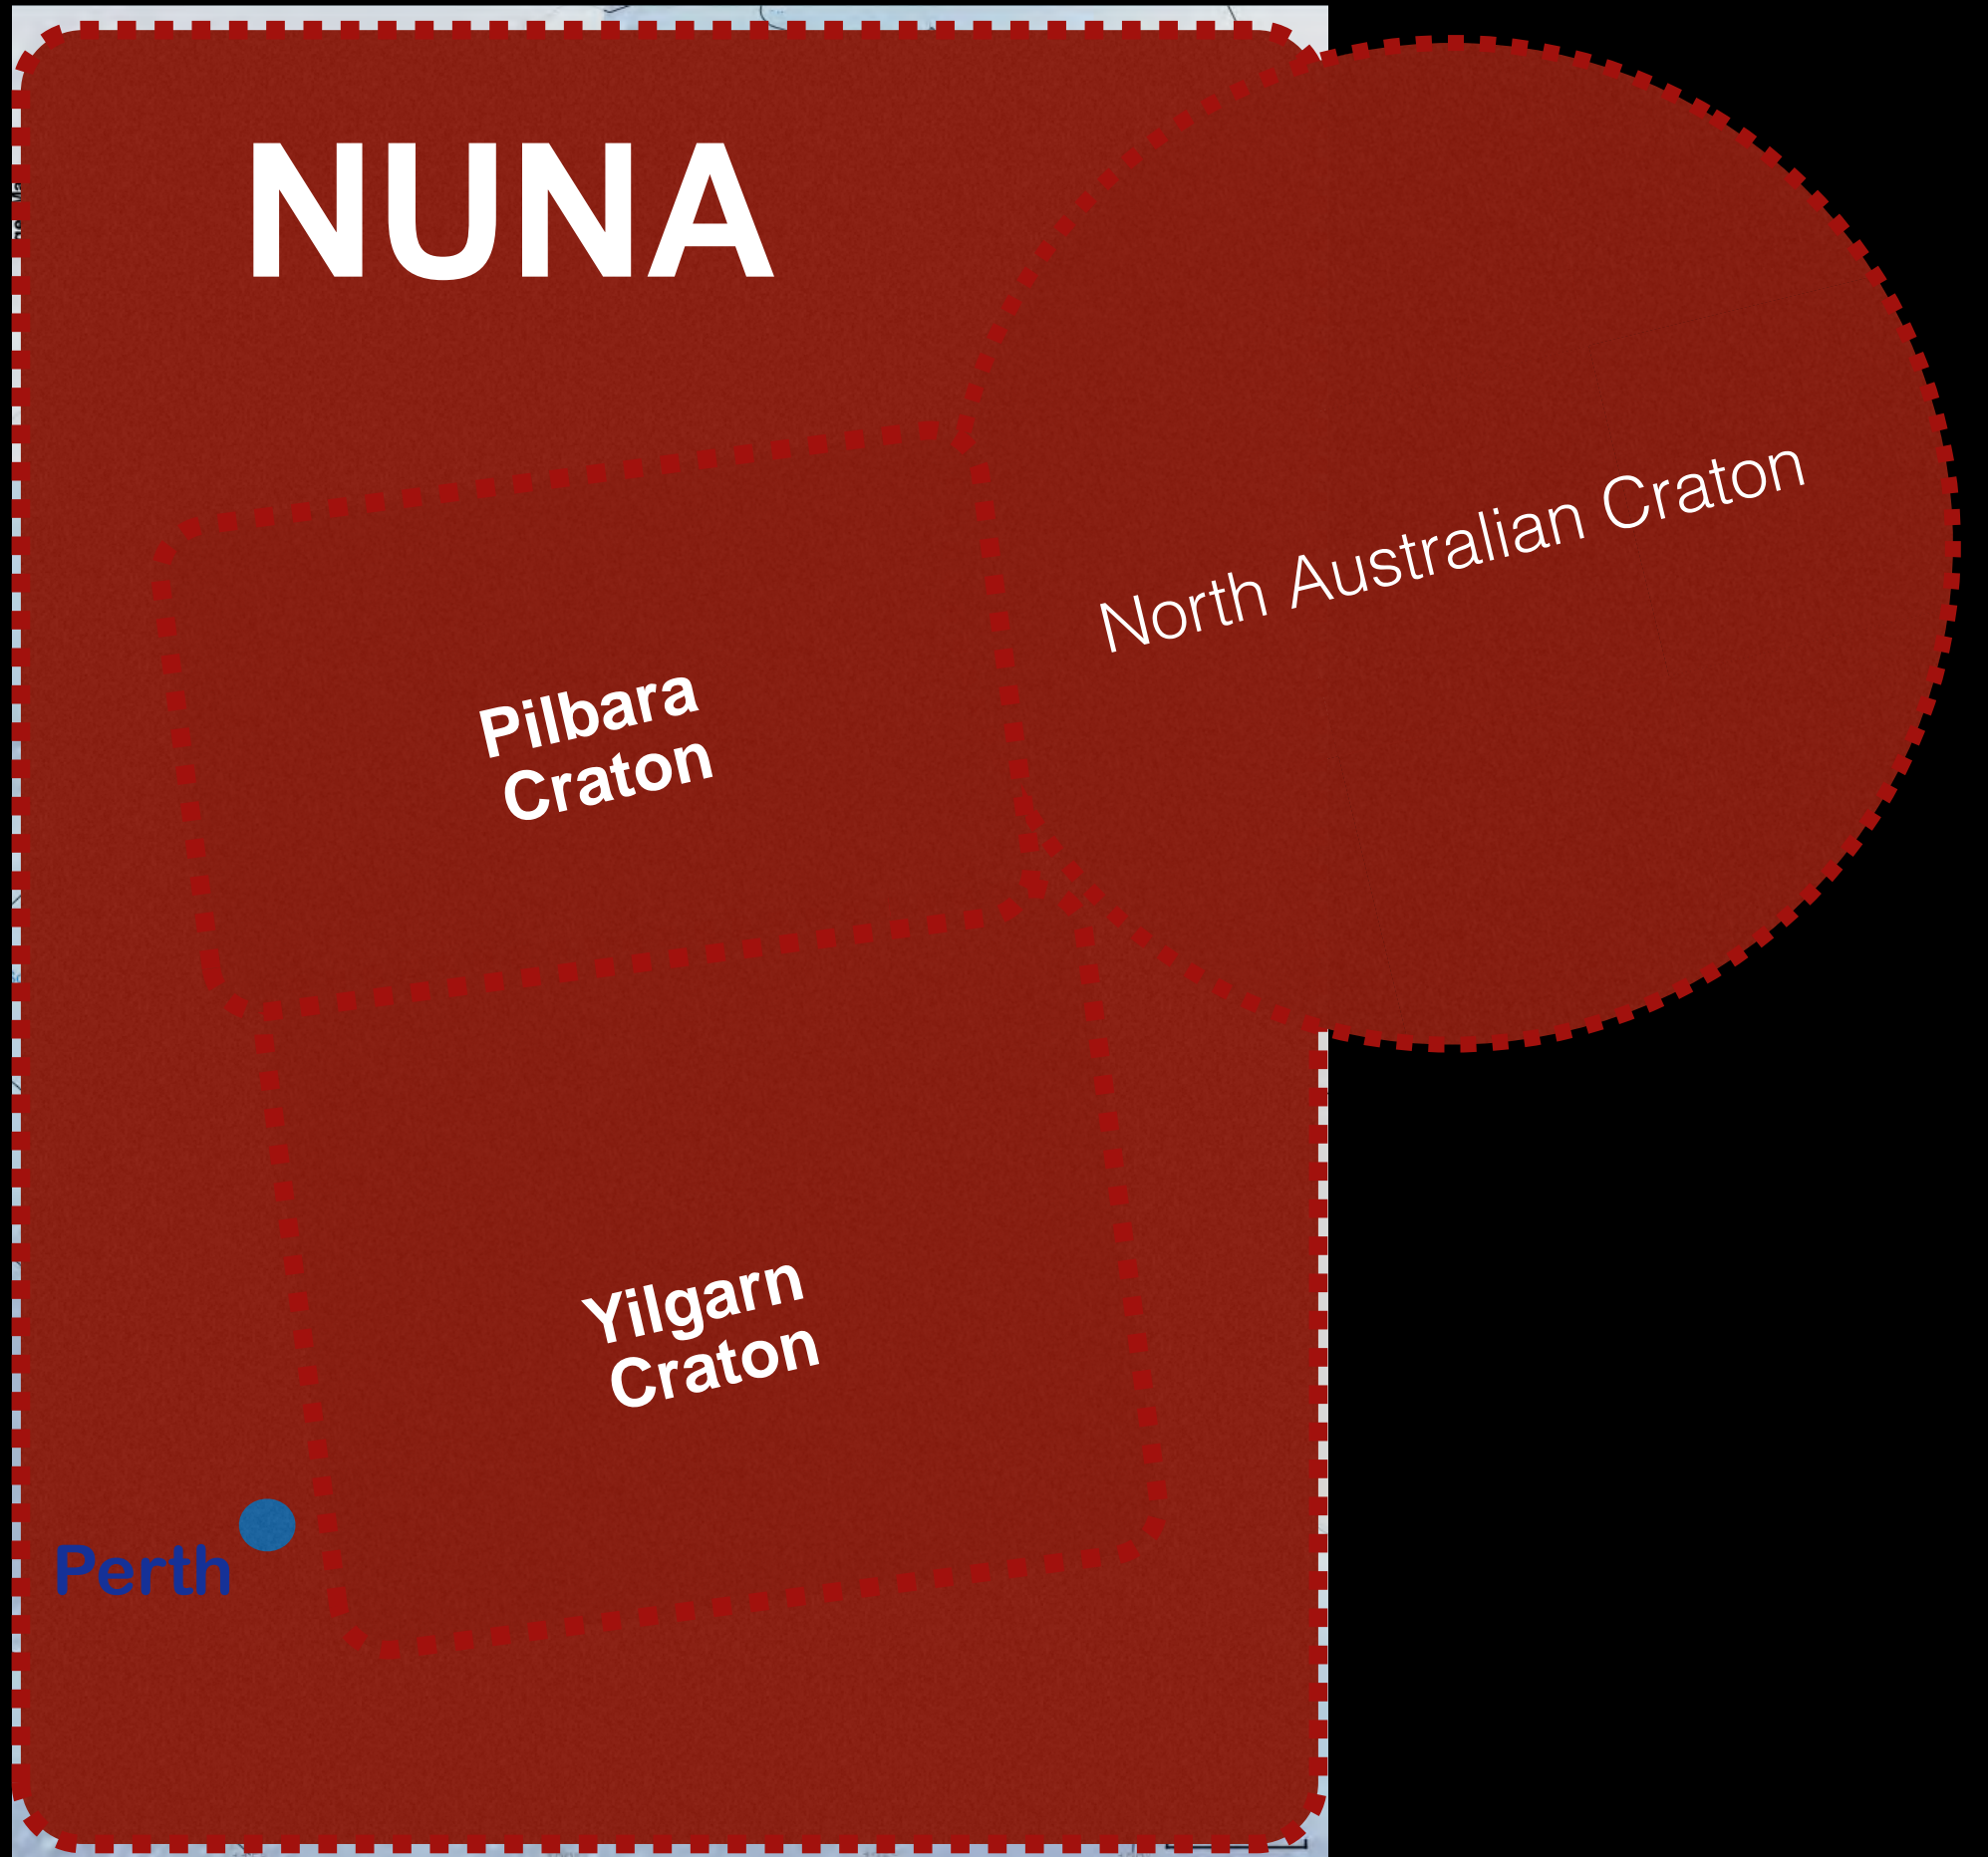 NUNA
North Australian Craton
Pilbara
Craton
Yilgarn
Craton
Perth